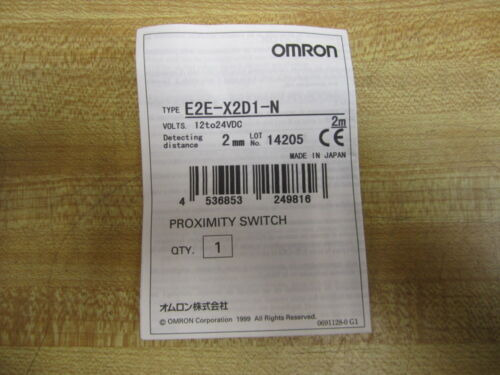 OMRON
TYPE E2E-X2D1-N
VOLTS. 12to24VDC 2m
Detecting distance 2mm LOT No. 14205 CE
MADE IN JAPAN
4 536853 249816
PROXIMITY SWITCH
QTY. 1
オムロン株式会社
© OMRON Corporation 1999 All Rights Reserved.
0691128-0 G1